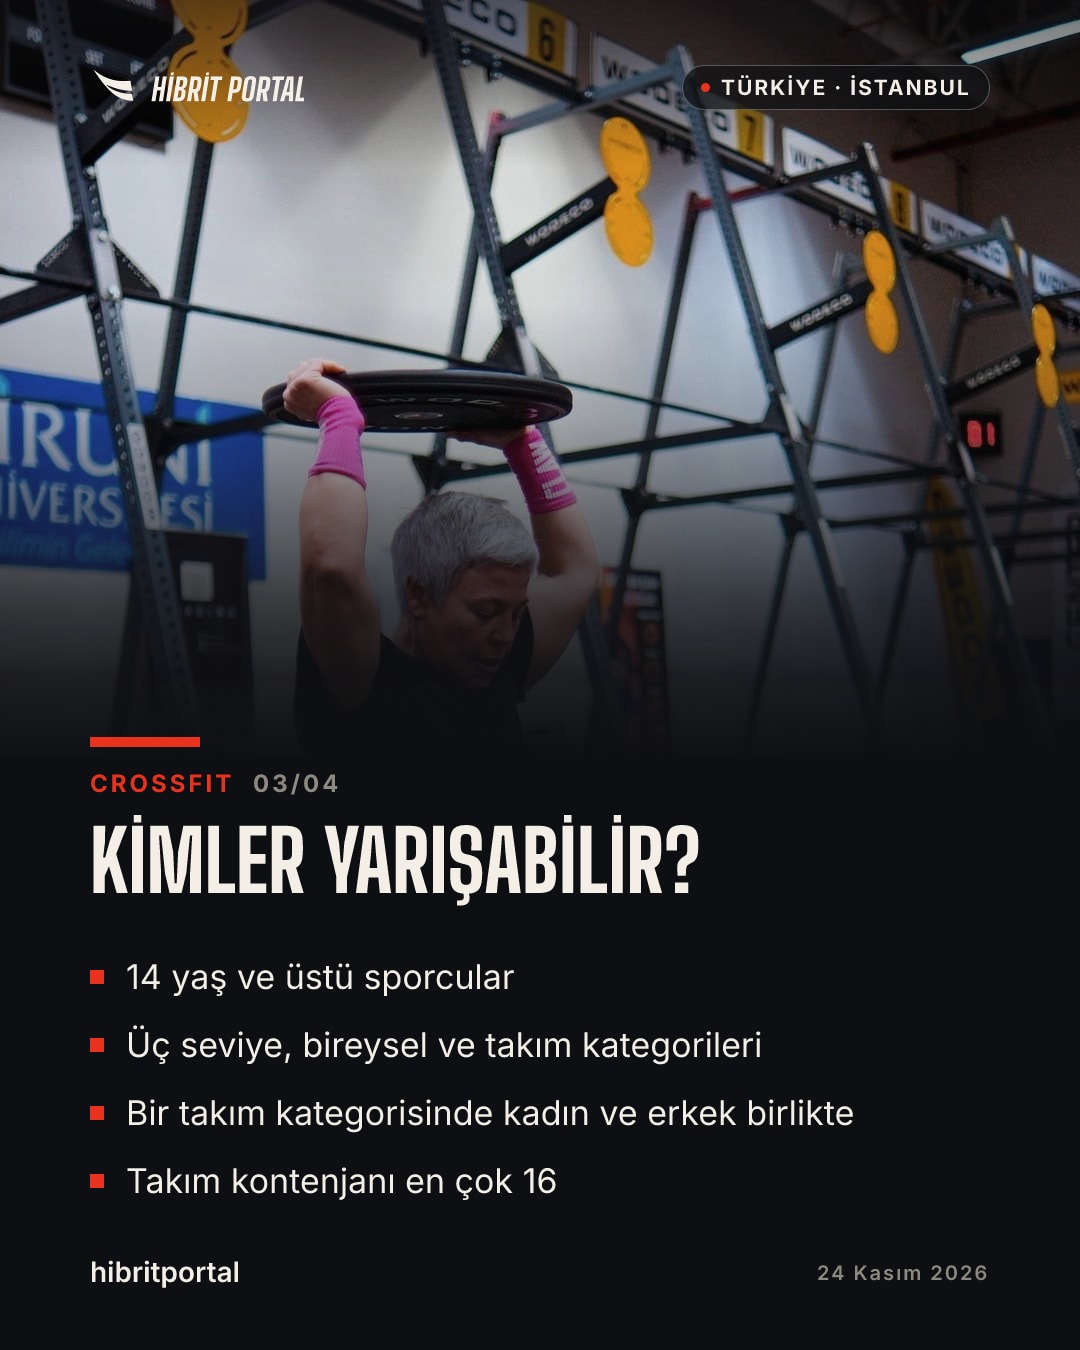 6
HİBRİT PORTAL
TÜRKİYE · İSTANBUL
7
CROSSFIT 03/04
KİMLER YARIŞABİLİR?
14 yaş ve üstü sporcular
Üç seviye, bireysel ve takım kategorileri
Bir takım kategorisinde kadın ve erkek birlikte
Takım kontenjanı en çok 16
hibritportal
24 Kasım 2026